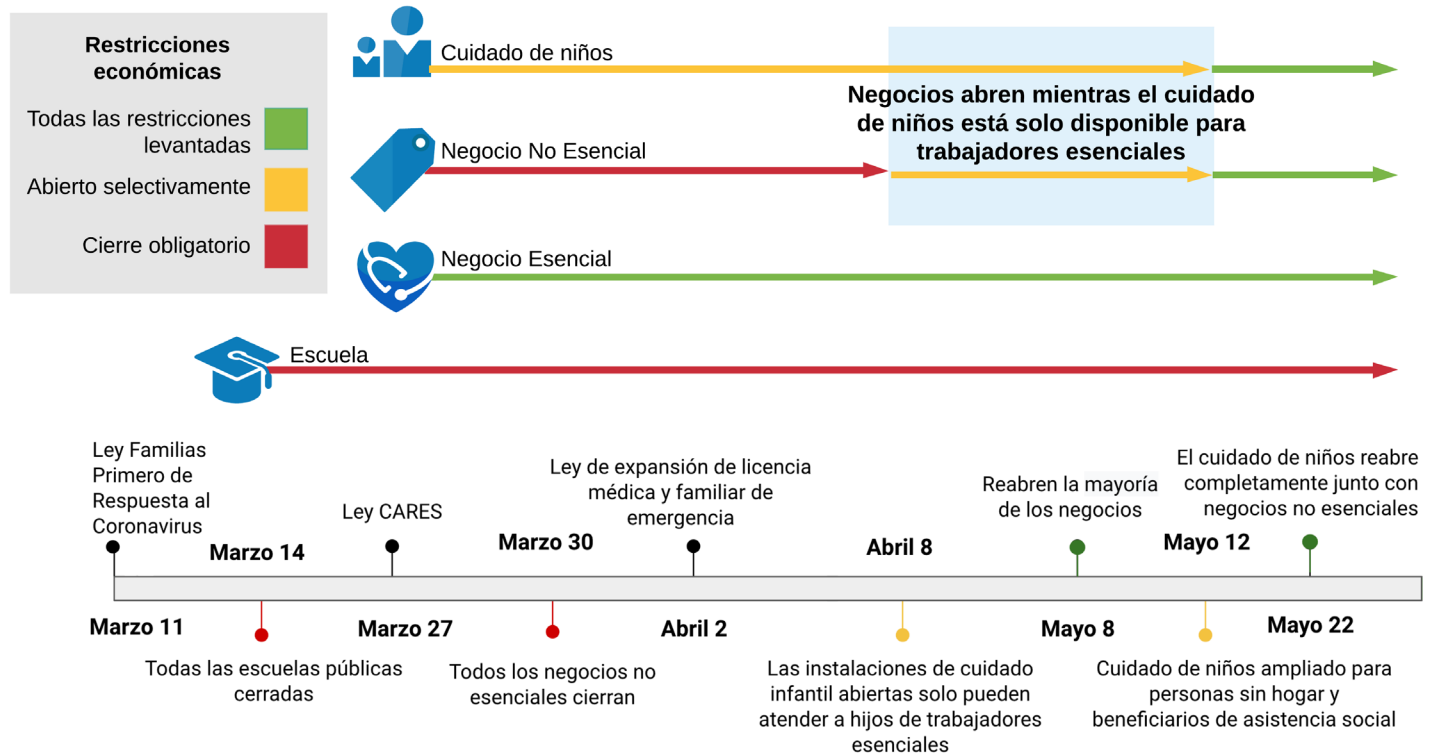 Restricciones
económicas
Todas las restricciones
levantadas
Abierto selectivamente
Cierre obligatorio
Cuidado de niños
Negocios abren mientras el cuidado
de niños está solo disponible para
trabajadores esenciales
Negocio No Esencial
Negocio Esencial
Escuela
Ley Familias
Primero de
Respuesta al
Coronavirus
Marzo 11
Marzo 14
Todas las escuelas públicas
cerradas
Ley CARES
Marzo 27
Marzo 30
Todos los negocios no
esenciales cierran
Ley de expansión de licencia
médica y familiar de
emergencia
Abril 2
Abril 8
Las instalaciones de cuidado
infantil abiertas solo pueden
atender a hijos de trabajadores
esenciales
Reabren la mayoría
de los negocios
Mayo 8
Mayo 12
Cuidado de niños ampliado para
personas sin hogar y
beneficiarios de asistencia social
El cuidado de niños reabre
completamente junto con
negocios no esenciales
Mayo 22